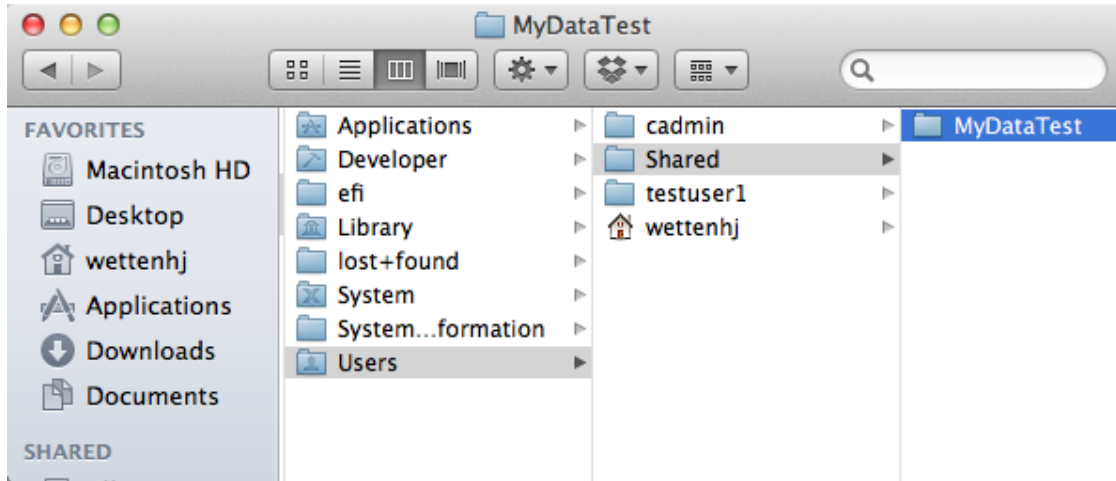 MyDataTest
FAVORITES
Macintosh HD
Desktop
wettenhj
Applications
Downloads
Documents
SHARED
Applications
Developer
efi
Library
lost+found
System
System...formation
Users
cadmin
Shared
testuser1
wettenhj
MyDataTest